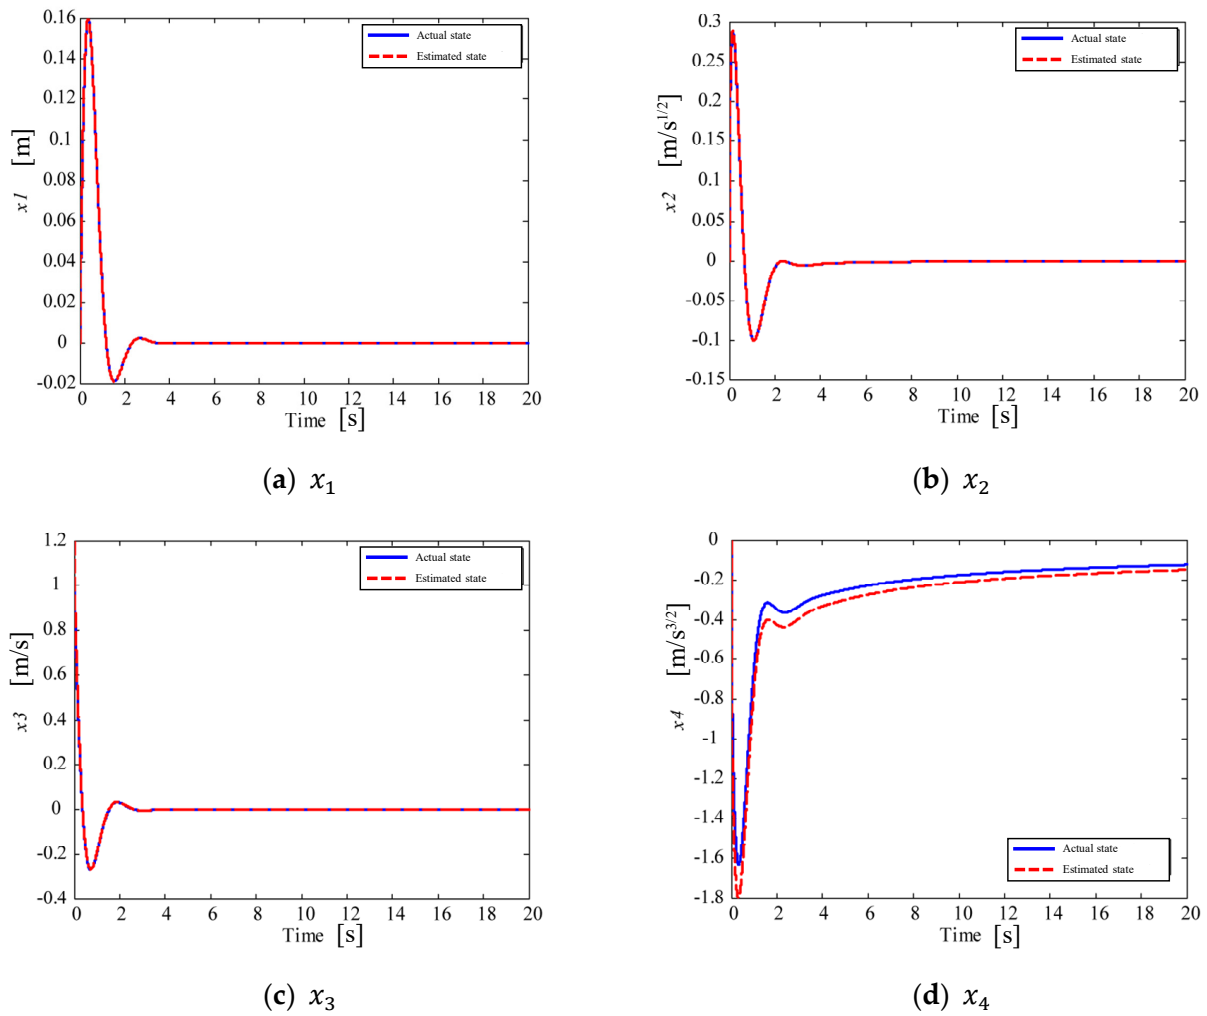 0.16
0.14
0.12
0.1
0.08
0.06
0.04
0.02
0
-0.02
x1 [m]
0 2 4 6 8 10 12 14 16 18 20
Time [s]
Actual state
Estimated state
(a) x1
0.3
0.25
0.2
0.15
0.1
0.05
0
-0.05
-0.1
-0.15
x2 [m/s1/2]
0 2 4 6 8 10 12 14 16 18 20
Time [s]
Actual state
Estimated state
(b) x2
1.2
1
0.8
0.6
0.4
0.2
0
-0.2
-0.4
x3 [m/s]
0 2 4 6 8 10 12 14 16 18 20
Time [s]
Actual state
Estimated state
(c) x3
0
-0.2
-0.4
-0.6
-0.8
-1
-1.2
-1.4
-1.6
-1.8
x4 [m/s3/2]
0 2 4 6 8 10 12 14 16 18 20
Time [s]
Actual state
Estimated state
(d) x4